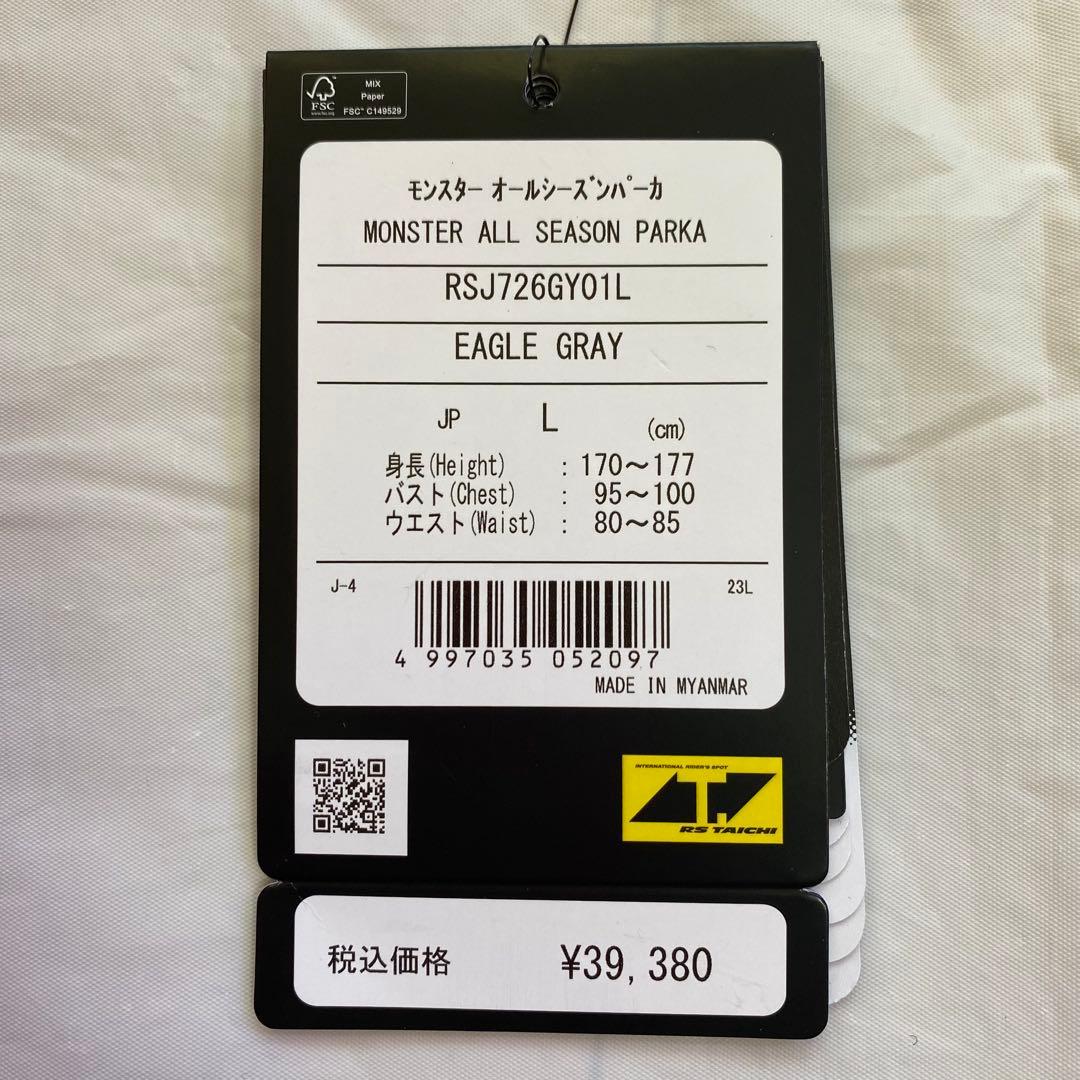 MIX
Paper
FSC
www.fsc.org
FSC™ C149529
モンスター オールシーズンパーカ
MONSTER ALL SEASON PARKA
RSJ726GY01L
EAGLE GRAY
JP L (cm)
身長(Height) : 170～177
バスト(Chest) : 95～100
ウエスト(Waist) : 80～85
J-4 23L
4 997035 052097
MADE IN MYANMAR
INTERNATIONAL RIDER'S SPOT
RS TAICHI
税込価格 ¥39,380